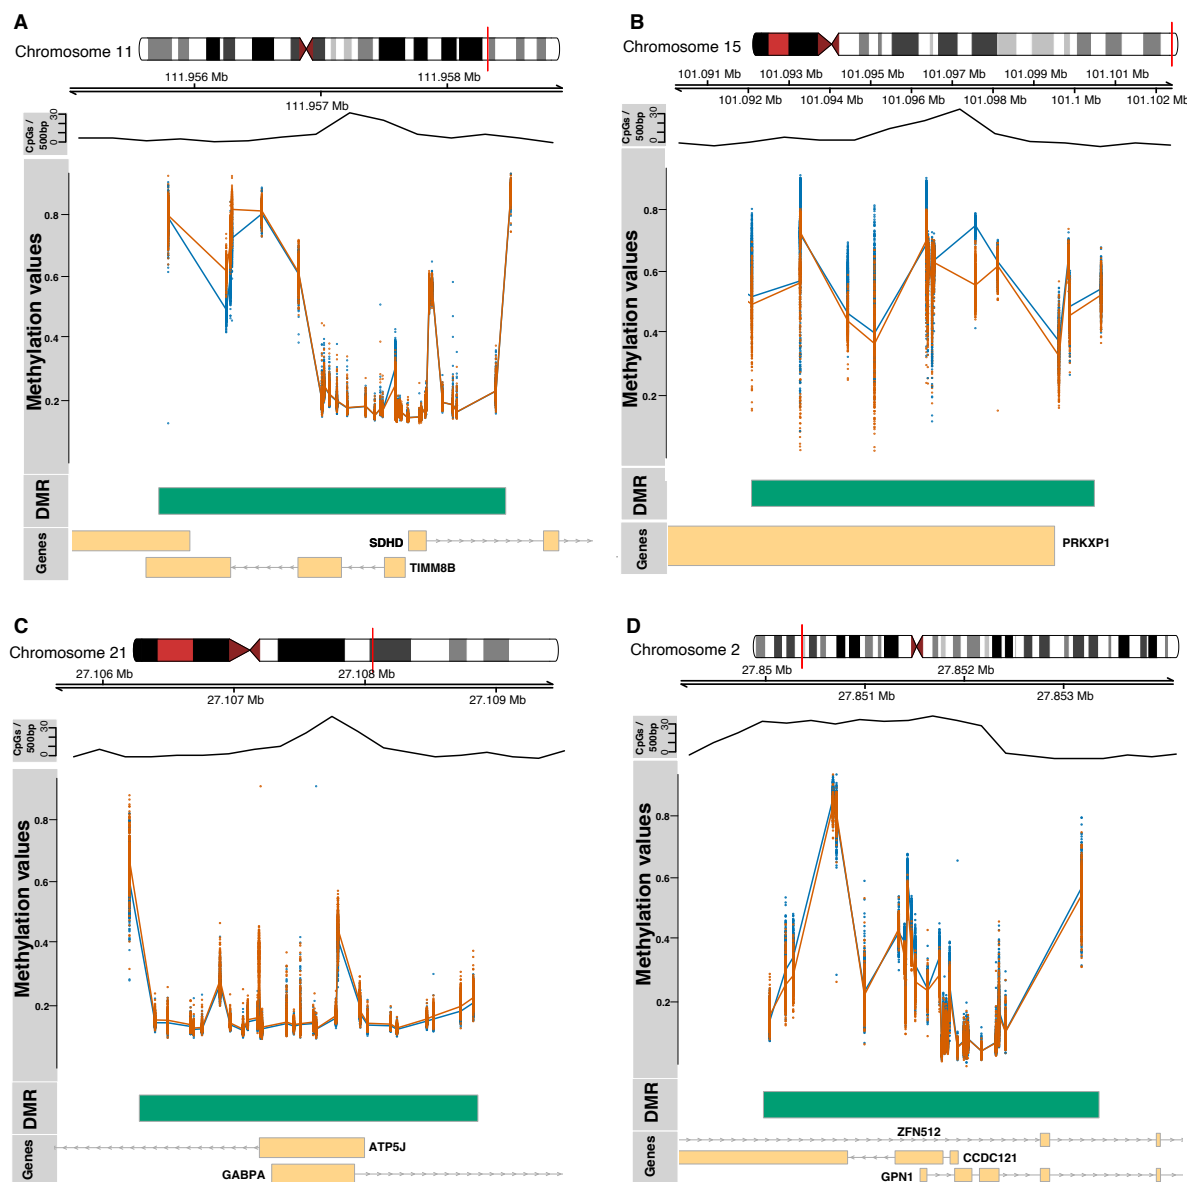 A
Chromosome 11
111.956 Mb 111.958 Mb
111.957 Mb
CpGs / 500bp
0 30
Methylation values
0.8
0.6
0.4
0.2
DMR
Genes
SDHD
TIMM8B
B
Chromosome 15
101.091 Mb 101.093 Mb 101.095 Mb 101.097 Mb 101.099 Mb 101.101 Mb
101.092 Mb 101.094 Mb 101.096 Mb 101.098 Mb 101.1 Mb 101.102 Mb
CpGs / 500bp
0 30
Methylation values
0.8
0.6
0.4
0.2
DMR
Genes
PRKXP1
C
Chromosome 21
27.106 Mb 27.108 Mb
27.107 Mb 27.109 Mb
CpGs / 500bp
0 30
Methylation values
0.8
0.6
0.4
0.2
DMR
Genes
ATP5J
GABPA
D
Chromosome 2
27.85 Mb 27.852 Mb
27.851 Mb 27.853 Mb
CpGs / 500bp
0 30
Methylation values
0.8
0.6
0.4
0.2
DMR
Genes
ZFN512
CCDC121
GPN1